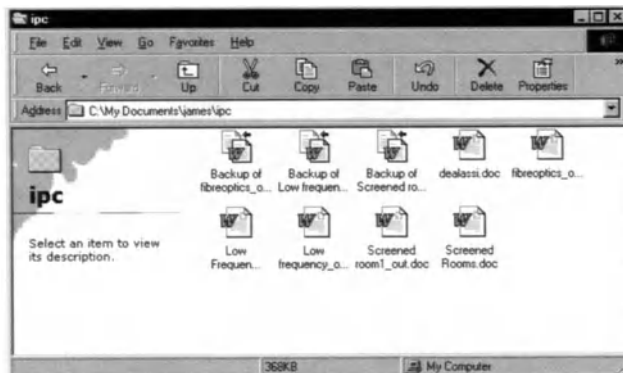 ipc
File Edit View Go Favorites Help
Back Forward Up Cut Copy Paste Undo Delete Properties »
Address C:\My Documents\james\ipc
ipc
Select an item to view
its description.
Backup of
fibreoptics_o...
Backup of
Low frequen...
Backup of
Screened ro...
dealassi.doc
fibreoptics_o...
Low
Frequen...
Low
frequency_o...
Screened
room1_out.doc
Screened
Rooms.doc
368KB
My Computer